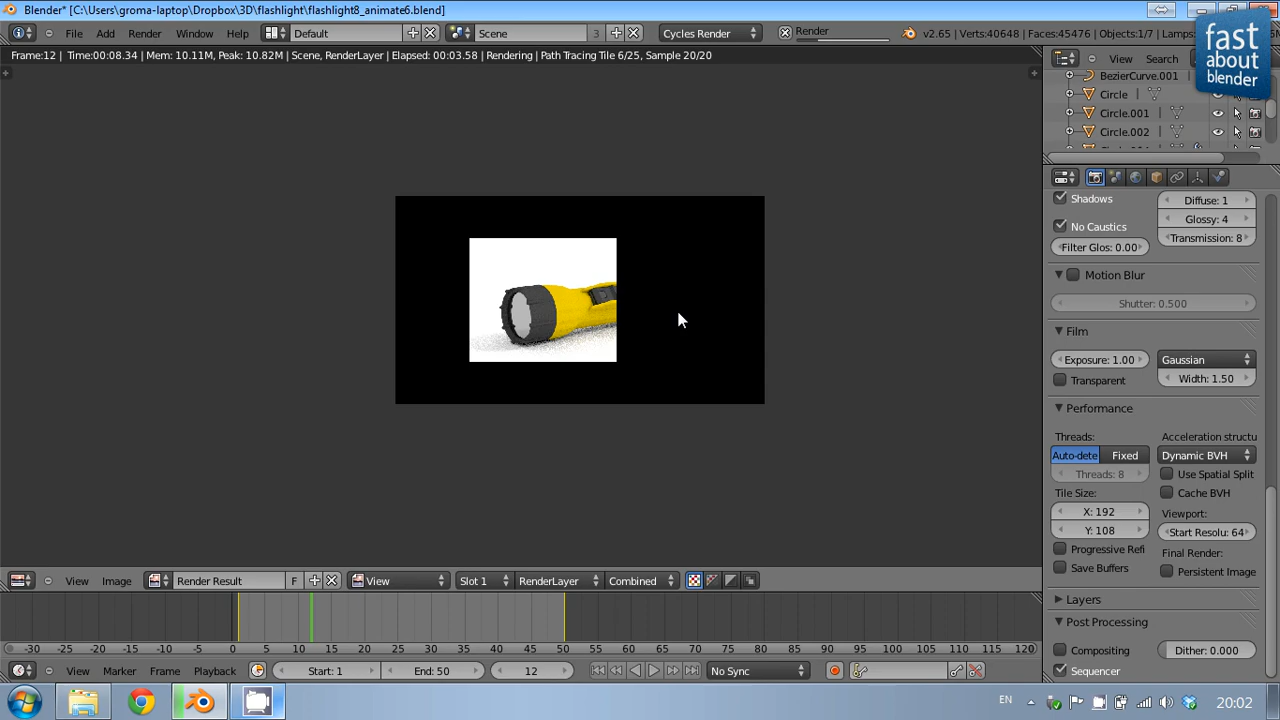 Blender* [C:\Users\groma-laptop\Dropbox\3D\flashlight\flashlight8_animate6.blend]
File Add Render Window Help Default Scene 3 Cycles Render Render v2.65 | Verts:40648 | Faces:45476 | Objects:1/7 | Lamps:
fast about blender
Frame:12 | Time:00:08.34 | Mem: 10.11M, Peak: 10.82M | Scene, RenderLayer | Elapsed: 00:03.58 | Rendering | Path Tracing Tile 6/25, Sample 20/20
View Search
BezierCurve.001
Circle
Circle.001
Circle.002
Shadows Diffuse: 1
Glossy: 4
No Caustics
Transmission: 8
Filter Glos: 0.00
Motion Blur
Shutter: 0.500
Film
Exposure: 1.00 Gaussian
Transparent Width: 1.50
Performance
Threads: Acceleration structu
Auto-dete Fixed Dynamic BVH
Threads: 8 Use Spatial Split
Tile Size: Cache BVH
X: 192 Viewport:
Y: 108 Start Resolu: 64
Progressive Refi Final Render:
Save Buffers Persistent Image
View Image Render Result F View Slot 1 RenderLayer Combined
Layers
Post Processing
Compositing Dither: 0.000
Sequencer
-30 -25 -20 -15 -10 -5 0 5 10 15 20 25 30 35 40 45 50 55 60 65 70 75 80 85 90 95 100 105 110 115 120
View Marker Frame Playback Start: 1 End: 50 12 No Sync
EN 20:02